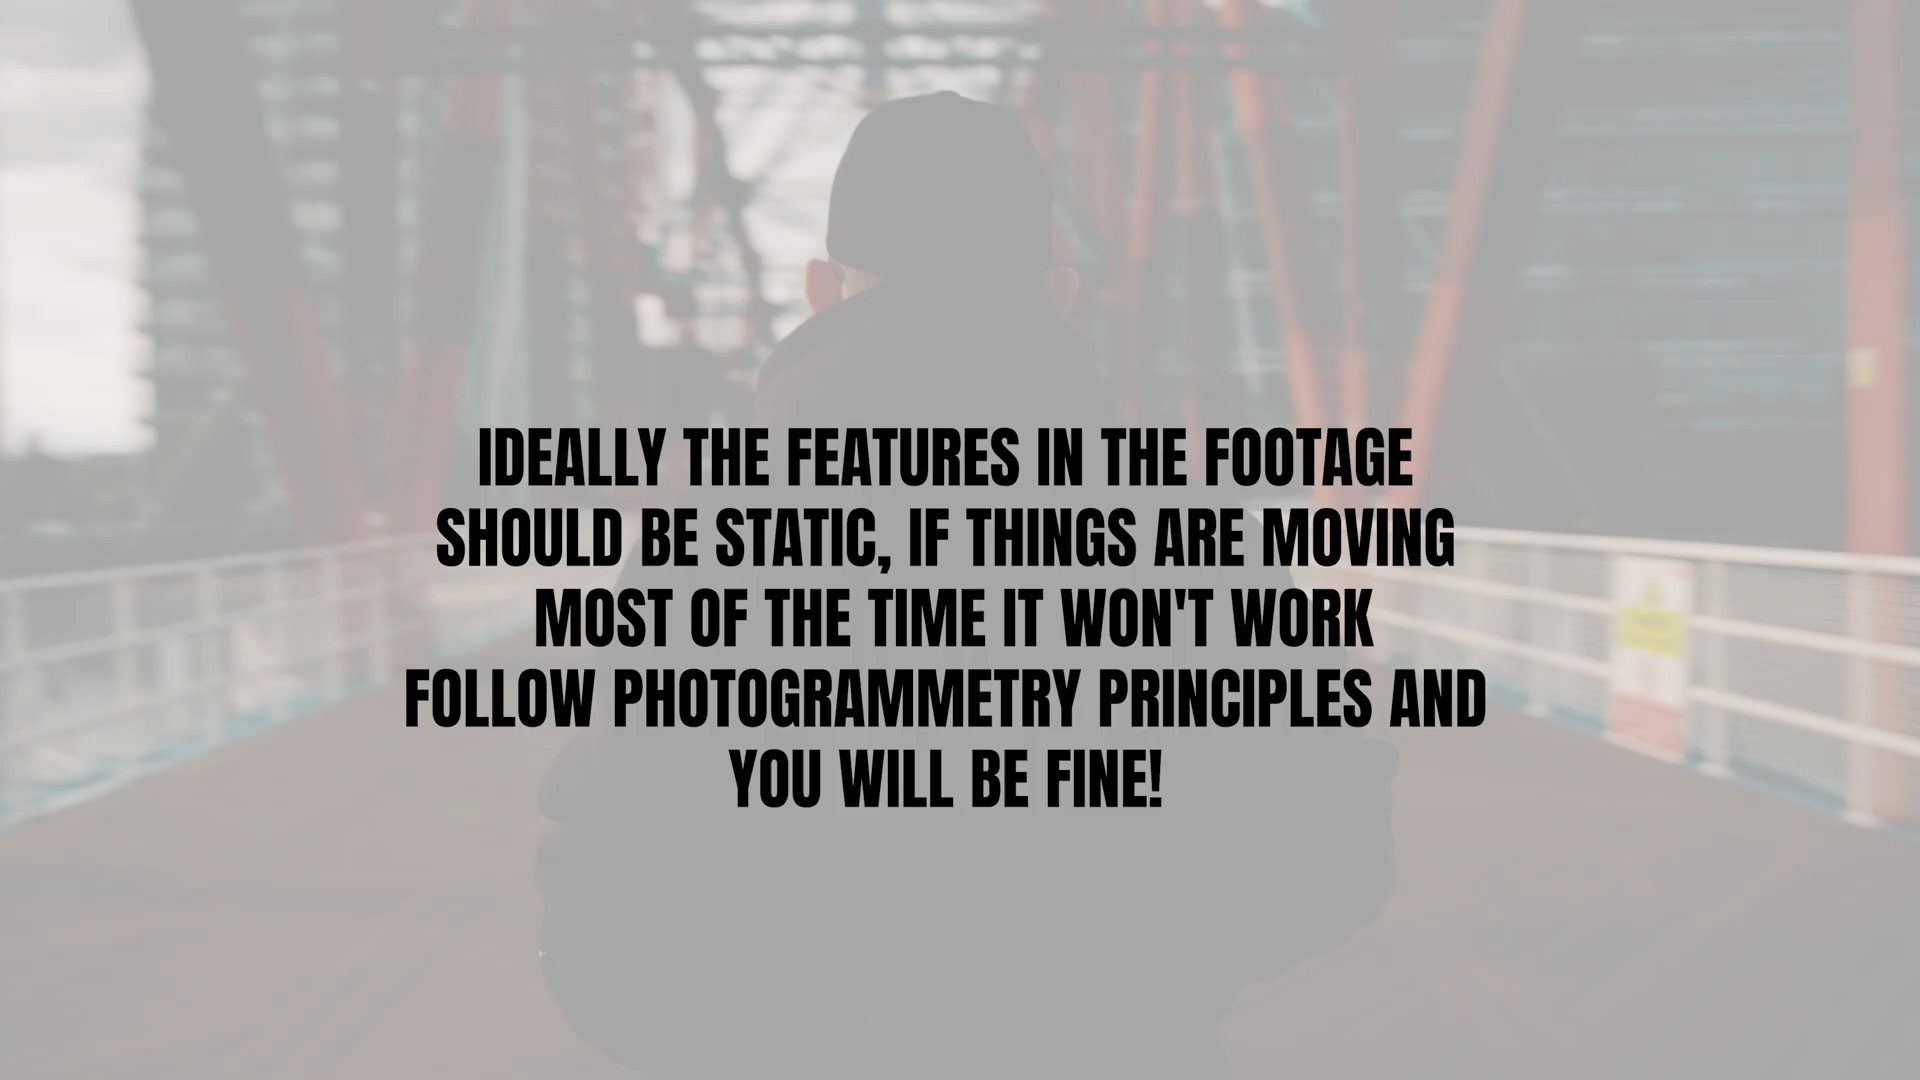 IDEALLY THE FEATURES IN THE FOOTAGE
SHOULD BE STATIC, IF THINGS ARE MOVING
MOST OF THE TIME IT WON'T WORK
FOLLOW PHOTOGRAMMETRY PRINCIPLES AND
YOU WILL BE FINE!